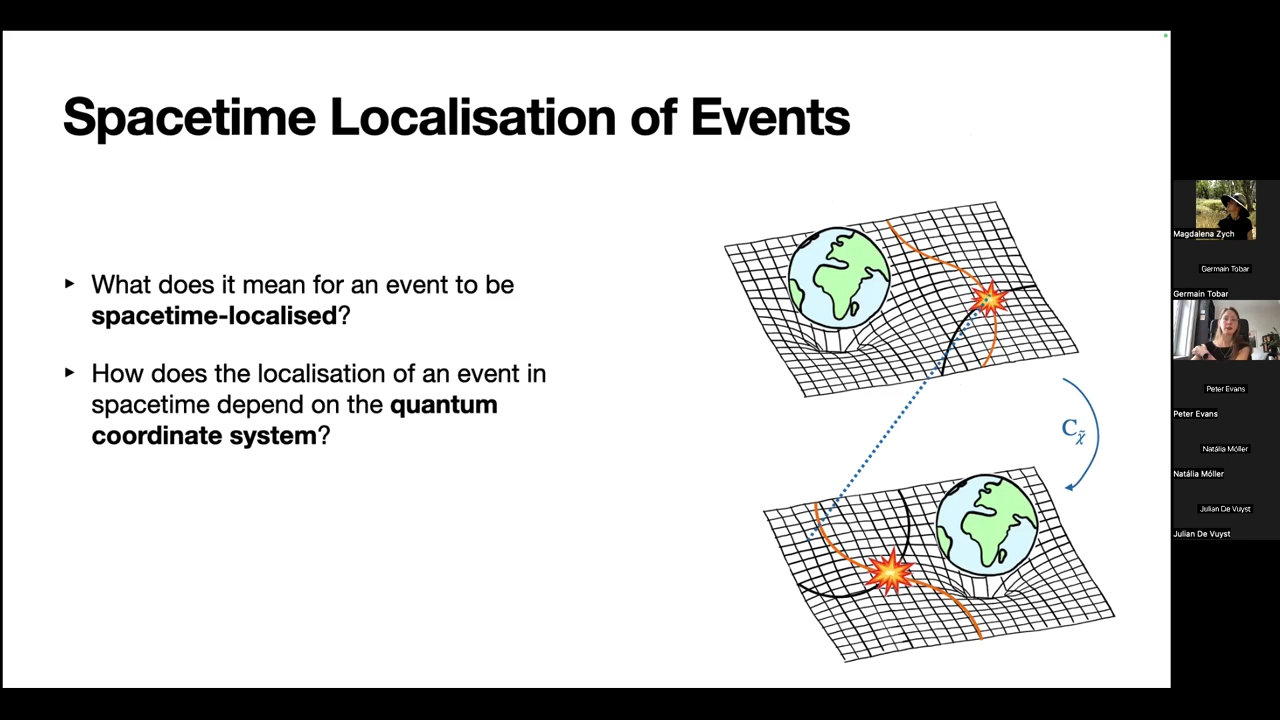 Spacetime Localisation of Events
What does it mean for an event to be
spacetime-localised?
How does the localisation of an event in
spacetime depend on the quantum
coordinate system?
C_χ̃
Magdalena Zych
Germain Tobar
Germain Tobar
Peter Evans
Peter Evans
Natália Móller
Natália Móller
Julian De Vuyst
Julian De Vuyst